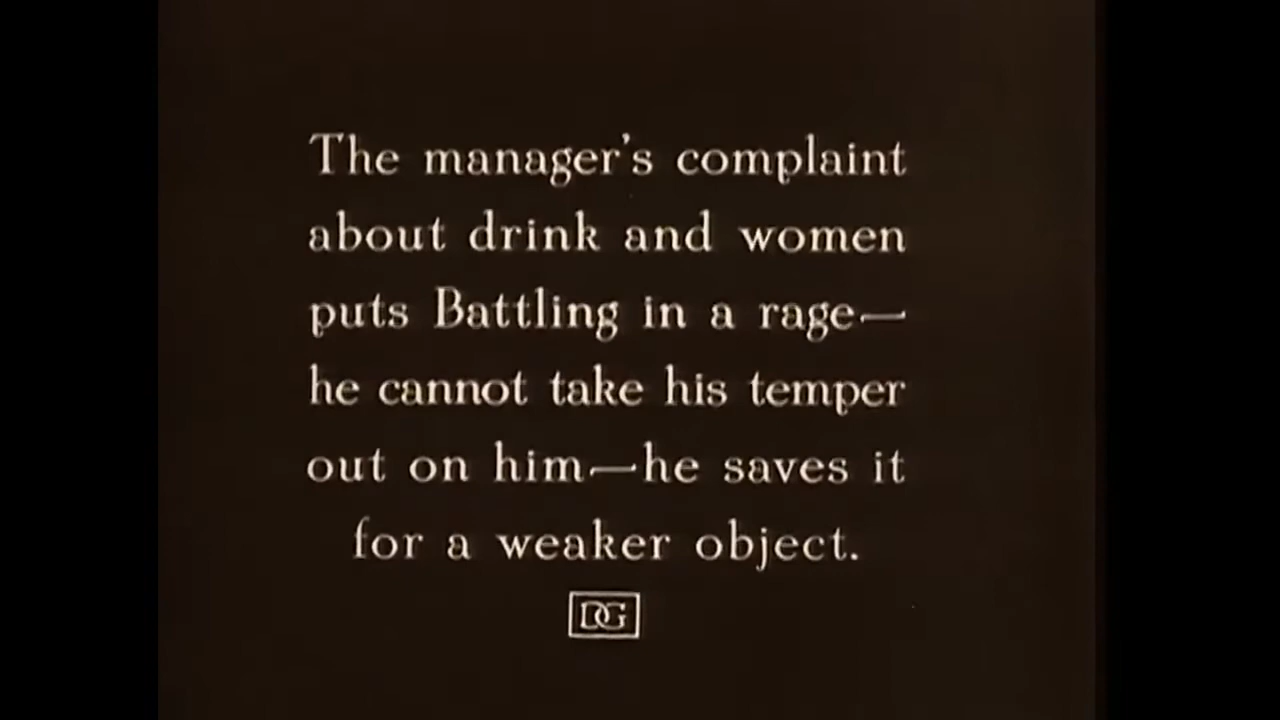 The manager's complaint
about drink and women
puts Battling in a rage—
he cannot take his temper
out on him—he saves it
for a weaker object.
DG